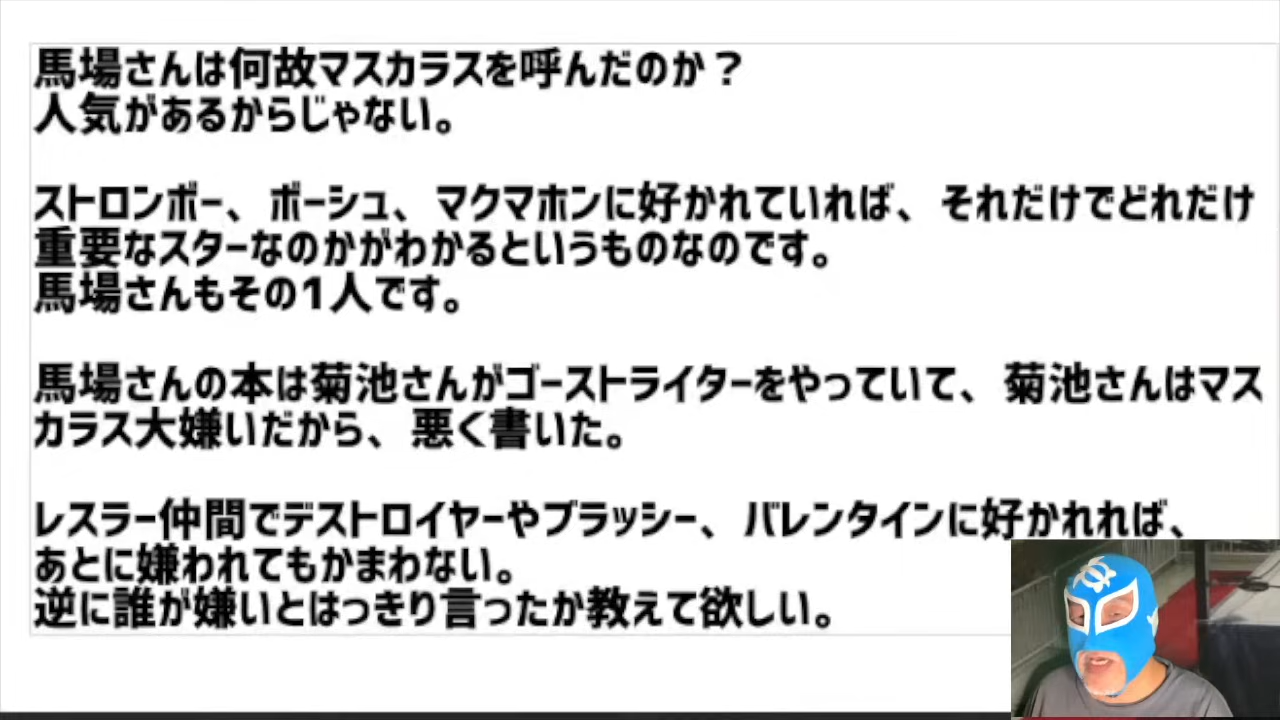 馬場さんは何故マスカラスを呼んだのか？
人気があるからじゃない。
ストロンボー、ボーシュ、マクマホンに好かれていれば、それだけでどれだけ
重要なスターなのかがわかるというものなのです。
馬場さんもその1人です。
馬場さんの本は菊池さんがゴーストライターをやっていて、菊池さんはマス
カラス大嫌いだから、悪く書いた。
レスラー仲間でデストロイヤーやブラッシー、バレンタインに好かれれば、
あとに嫌われてもかまわない。
逆に誰が嫌いとはっきり言ったか教えて欲しい。